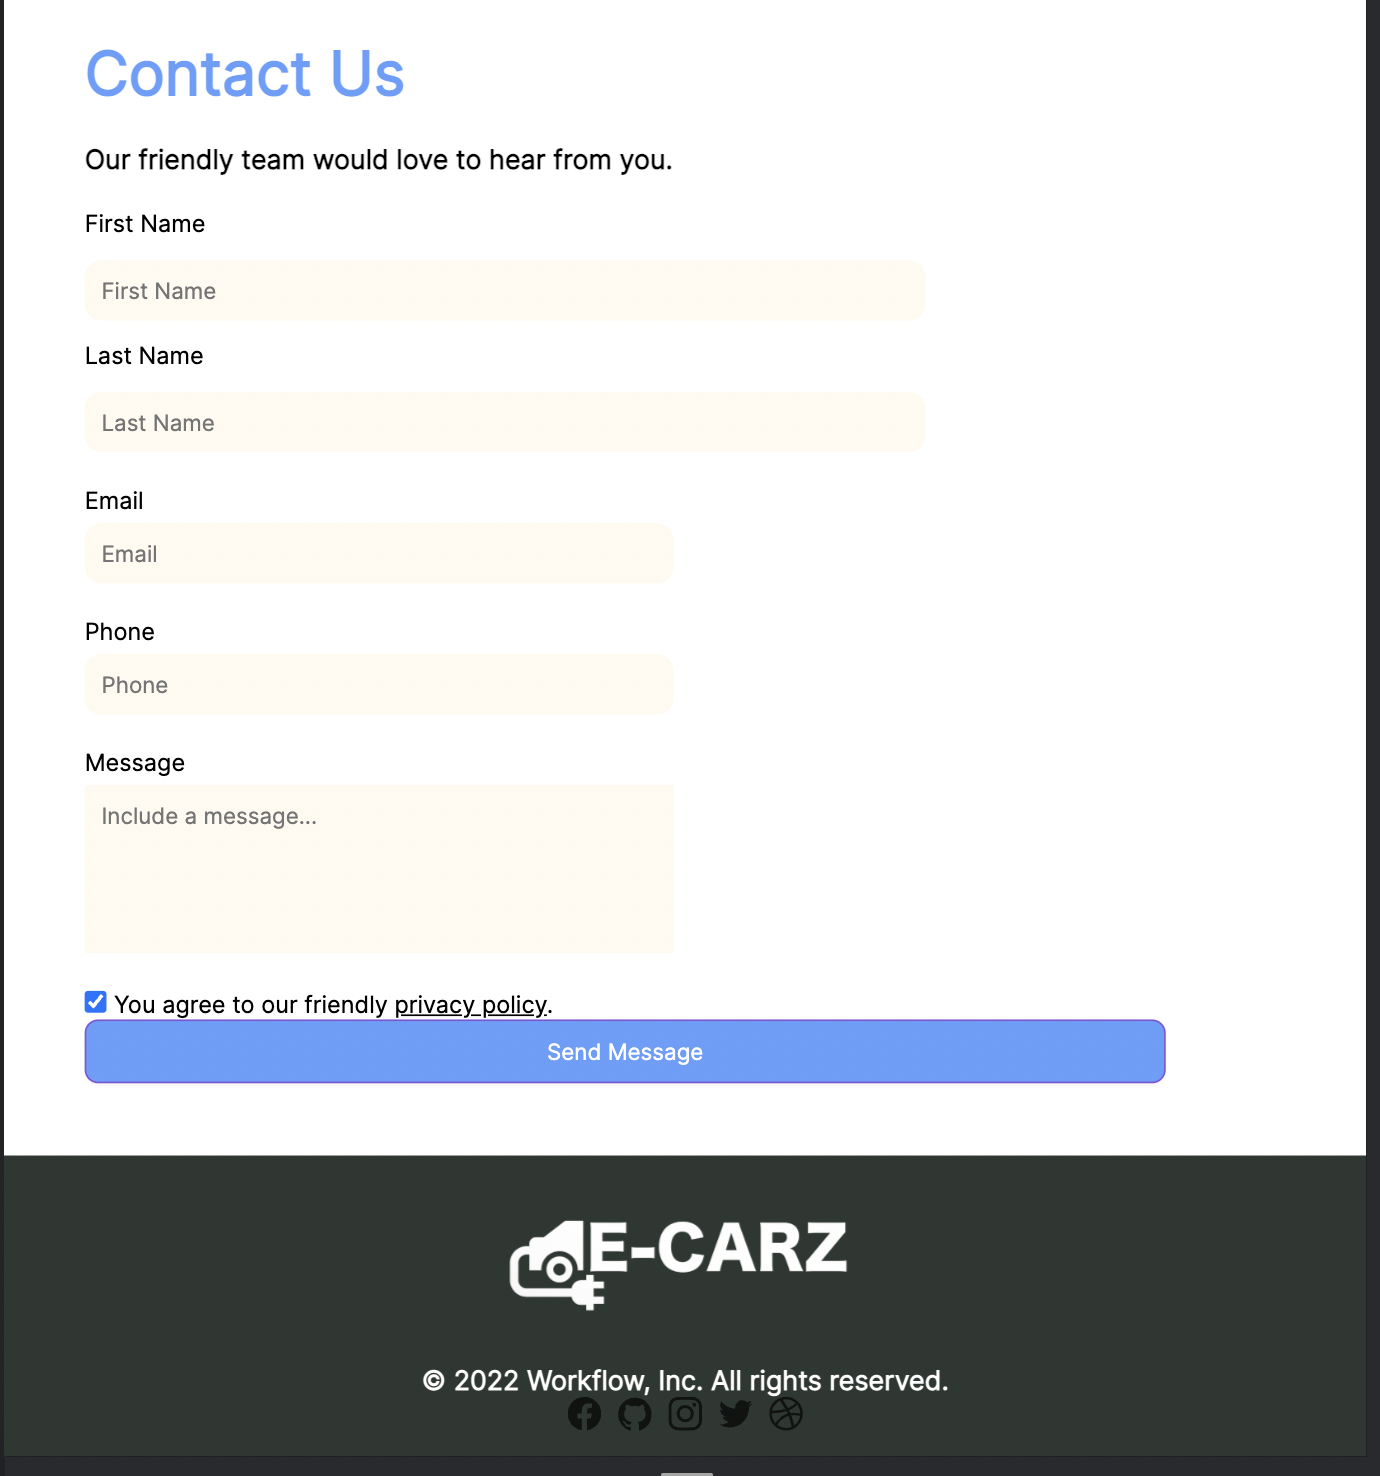 Contact Us
Our friendly team would love to hear from you.
First Name
First Name
Last Name
Last Name
Email
Email
Phone
Phone
Message
Include a message...
You agree to our friendly privacy policy.
Send Message
E-CARZ
© 2022 Workflow, Inc. All rights reserved.